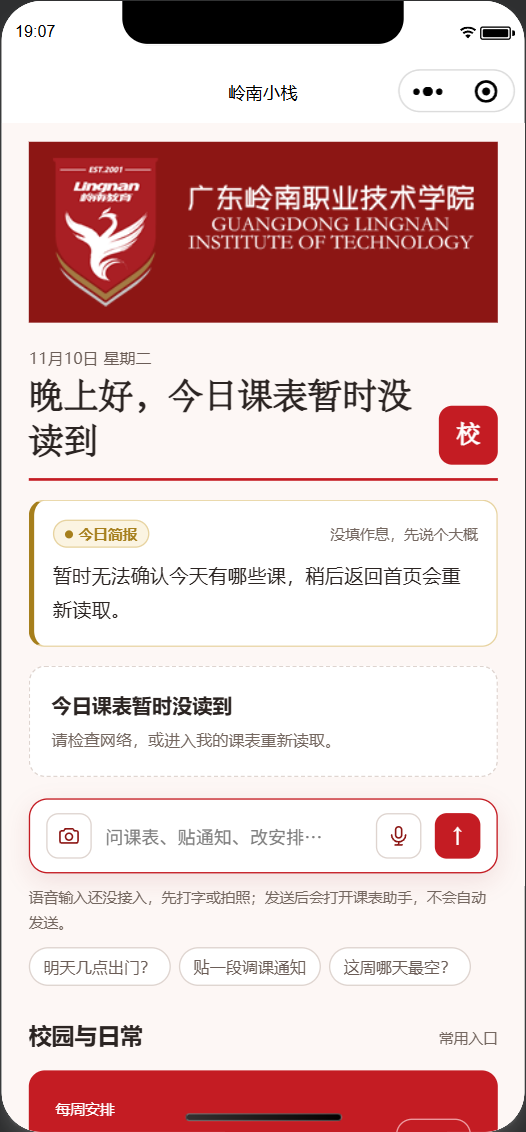 19:07
岭南小栈
EST.2001
Lingnan
岭南教育
广东岭南职业技术学院
GUANGDONG LINGNAN
INSTITUTE OF TECHNOLOGY
11月10日 星期二
晚上好，今日课表暂时没
读到
校
今日简报
没填作息，先说个大概
暂时无法确认今天有哪些课，稍后返回首页会重
新读取。
今日课表暂时没读到
请检查网络，或进入我的课表重新读取。
问课表、贴通知、改安排…
语音输入还没接入，先打字或拍照；发送后会打开课表助手，不会自动
发送。
明天几点出门？
贴一段调课通知
这周哪天最空？
校园与日常
常用入口
每周安排